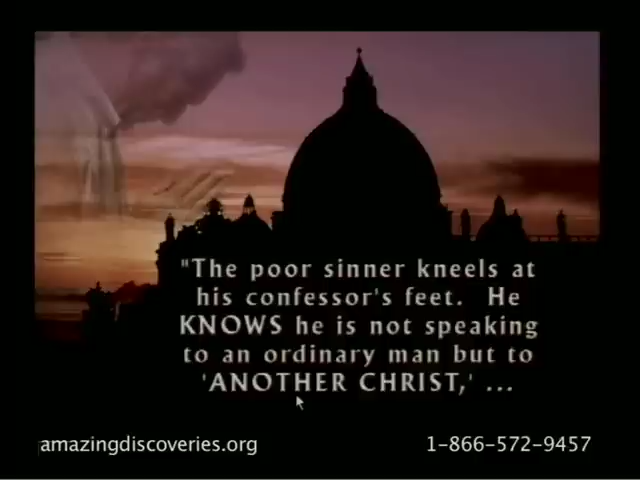 "The poor sinner kneels at
his confessor's feet. He
KNOWS he is not speaking
to an ordinary man but to
'ANOTHER CHRIST,' ...
amazingdiscoveries.org 1-866-572-9457